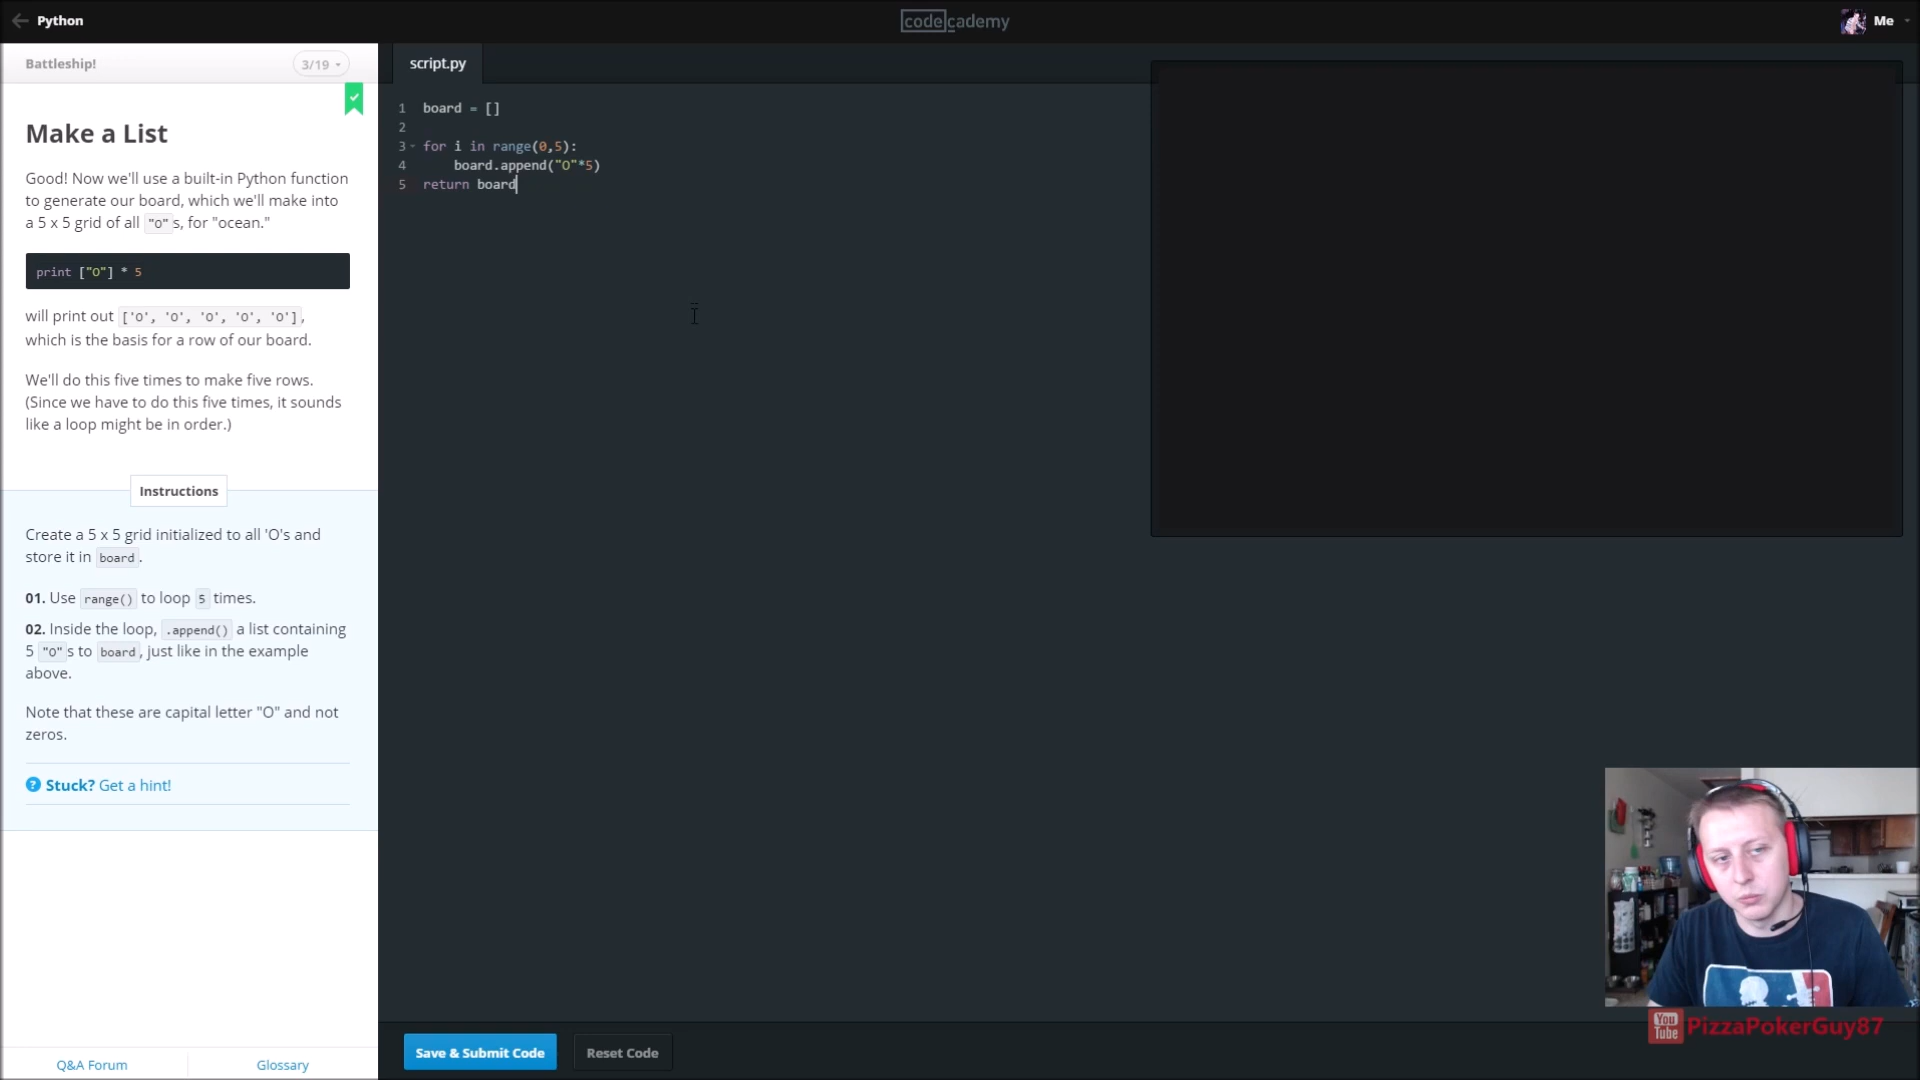 Python
codecademy
Me
Battleship!
3/19
script.py
Make a List
Good! Now we'll use a built-in Python function
to generate our board, which we'll make into
a 5 x 5 grid of all "O"s, for "ocean."
print ["O"] * 5
will print out ['O', 'O', 'O', 'O', 'O'],
which is the basis for a row of our board.
We'll do this five times to make five rows.
(Since we have to do this five times, it sounds
like a loop might be in order.)
Instructions
Create a 5 x 5 grid initialized to all 'O's and
store it in board.
01. Use range() to loop 5 times.
02. Inside the loop, .append() a list containing
5 "O"s to board, just like in the example
above.
Note that these are capital letter "O" and not
zeros.
? Stuck? Get a hint!
Q&A Forum
Glossary
1 board = []
2
3 for i in range(0,5):
4 board.append("O"*5)
5 return board
Save & Submit Code
Reset Code
You Tube PizzaPokerGuy87